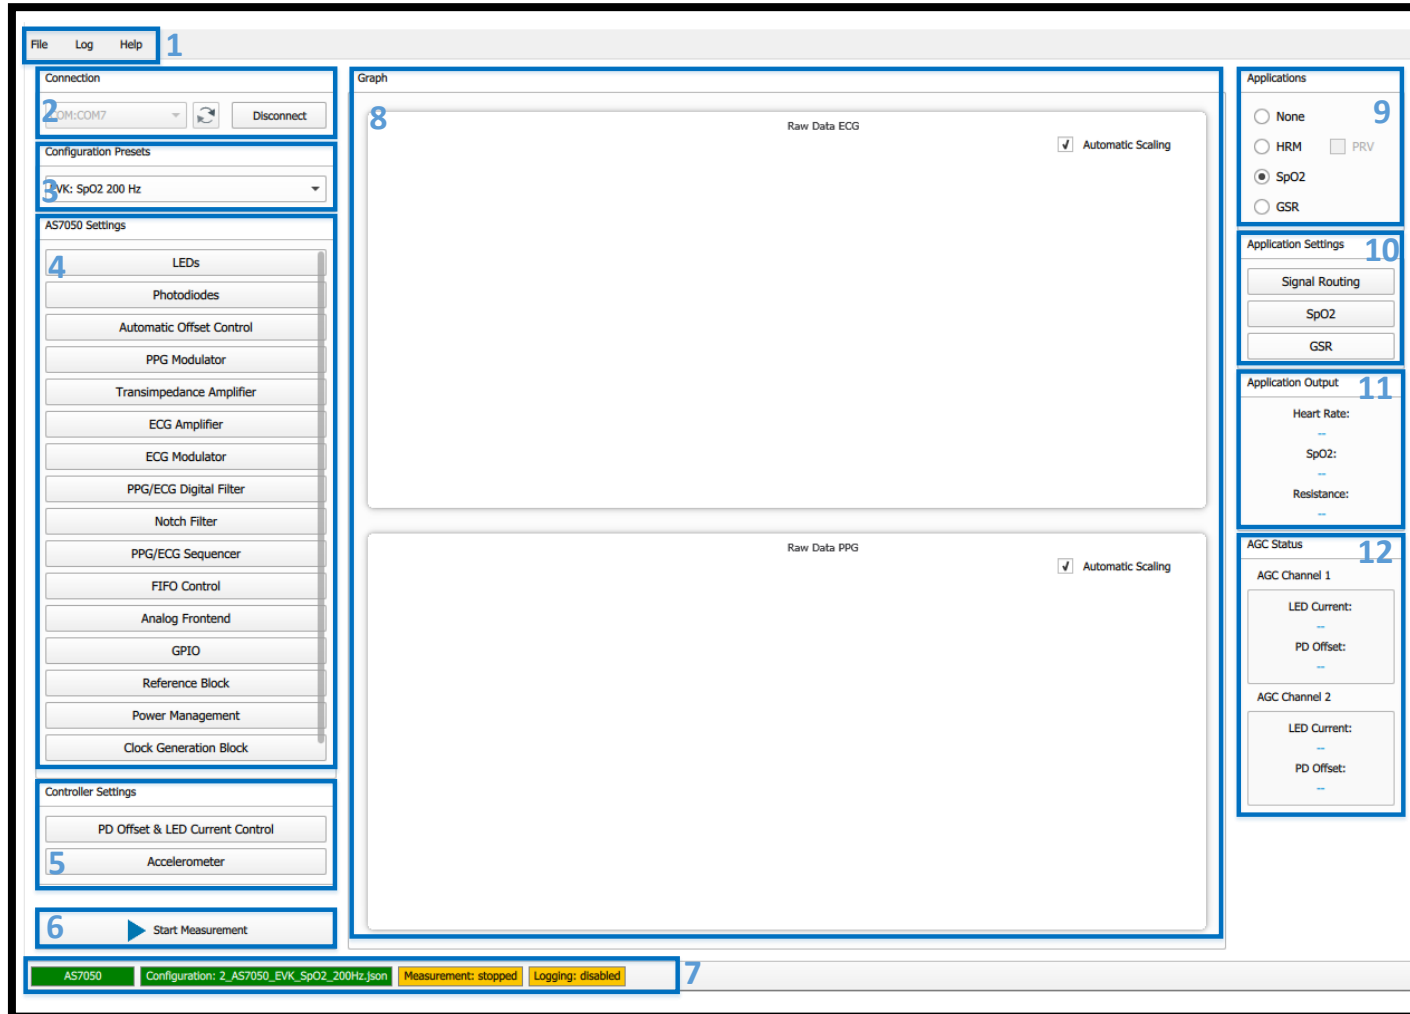 File Log Help 1
Connection
2 COM:COM7 Disconnect
Configuration Presets
3 EVK: SpO2 200 Hz
AS7050 Settings
4 LEDs
Photodiodes
Automatic Offset Control
PPG Modulator
Transimpedance Amplifier
ECG Amplifier
ECG Modulator
PPG/ECG Digital Filter
Notch Filter
PPG/ECG Sequencer
FIFO Control
Analog Frontend
GPIO
Reference Block
Power Management
Clock Generation Block
Controller Settings
PD Offset & LED Current Control
5 Accelerometer
6 Start Measurement
AS7050 Configuration: 2_AS7050_EVK_SpO2_200Hz.json Measurement: stopped Logging: disabled 7
Graph
8 Raw Data ECG
Automatic Scaling
Raw Data PPG
Automatic Scaling
Applications
9
None
HRM PRV
SpO2
GSR
Application Settings 10
Signal Routing
SpO2
GSR
Application Output 11
Heart Rate:
--
SpO2:
--
Resistance:
--
AGC Status 12
AGC Channel 1
LED Current:
--
PD Offset:
--
AGC Channel 2
LED Current:
--
PD Offset:
--